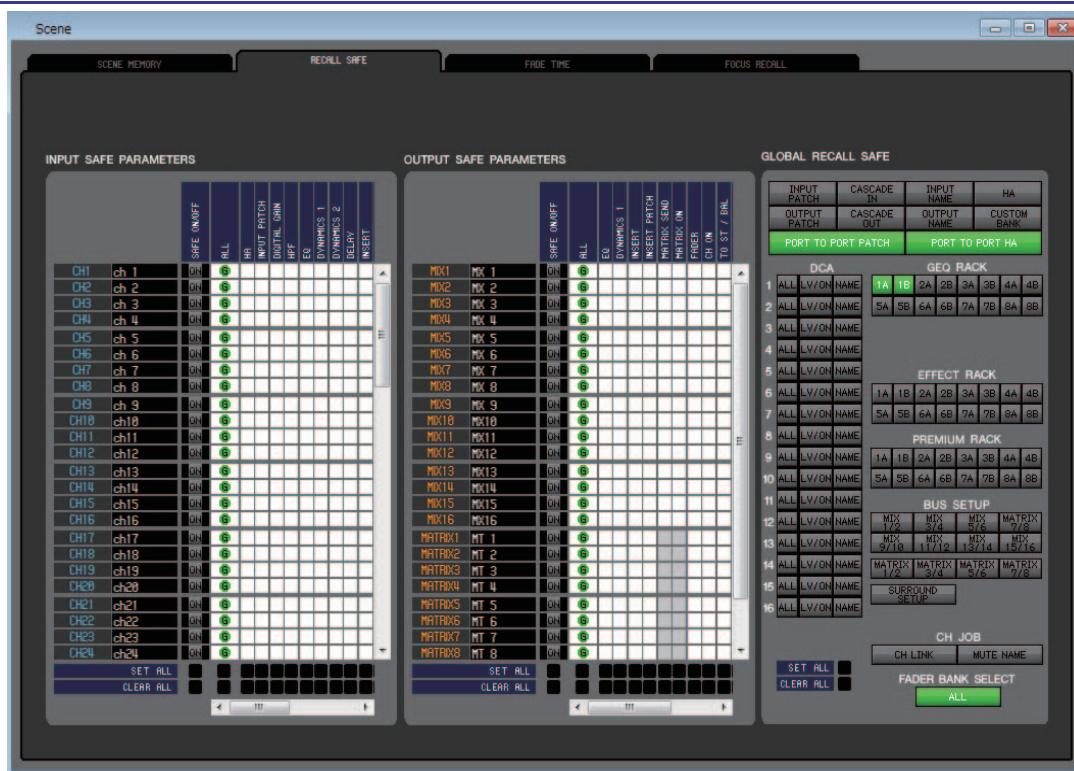 Scene
SCENE MEMORY
RECALL SAFE
FADE TIME
FOCUS RECALL
INPUT SAFE PARAMETERS
SAFE ON/OFF
ALL
HA
INPUT PATCH
DIGITAL GAIN
HPF
EQ
DYNAMICS 1
DYNAMICS 2
DELAY
INSERT
CH1 ch 1 ON G
CH2 ch 2 ON G
CH3 ch 3 ON G
CH4 ch 4 ON G
CH5 ch 5 ON G
CH6 ch 6 ON G
CH7 ch 7 ON G
CH8 ch 8 ON G
CH9 ch 9 ON G
CH10 ch10 ON G
CH11 ch11 ON G
CH12 ch12 ON G
CH13 ch13 ON G
CH14 ch14 ON G
CH15 ch15 ON G
CH16 ch16 ON G
CH17 ch17 ON G
CH18 ch18 ON G
CH19 ch19 ON G
CH20 ch20 ON G
CH21 ch21 ON G
CH22 ch22 ON G
CH23 ch23 ON G
CH24 ch24 ON G
SET ALL
CLEAR ALL
OUTPUT SAFE PARAMETERS
SAFE ON/OFF
ALL
EQ
DYNAMICS 1
INSERT
INSERT PATCH
MATRIX SEND
MATRIX ON
FADER
CH ON
TO ST / BAL
MIX1 MX 1 ON G
MIX2 MX 2 ON G
MIX3 MX 3 ON G
MIX4 MX 4 ON G
MIX5 MX 5 ON G
MIX6 MX 6 ON G
MIX7 MX 7 ON G
MIX8 MX 8 ON G
MIX9 MX 9 ON G
MIX10 MX10 ON G
MIX11 MX11 ON G
MIX12 MX12 ON G
MIX13 MX13 ON G
MIX14 MX14 ON G
MIX15 MX15 ON G
MIX16 MX16 ON G
MATRIX1 MT 1 ON G
MATRIX2 MT 2 ON G
MATRIX3 MT 3 ON G
MATRIX4 MT 4 ON G
MATRIX5 MT 5 ON G
MATRIX6 MT 6 ON G
MATRIX7 MT 7 ON G
MATRIX8 MT 8 ON G
SET ALL
CLEAR ALL
GLOBAL RECALL SAFE
INPUT PATCH
CASCADE IN
INPUT NAME
HA
OUTPUT PATCH
CASCADE OUT
OUTPUT NAME
CUSTOM BANK
PORT TO PORT PATCH
PORT TO PORT HA
DCA
1 ALL LV/ON NAME
2 ALL LV/ON NAME
3 ALL LV/ON NAME
4 ALL LV/ON NAME
5 ALL LV/ON NAME
6 ALL LV/ON NAME
7 ALL LV/ON NAME
8 ALL LV/ON NAME
9 ALL LV/ON NAME
10 ALL LV/ON NAME
11 ALL LV/ON NAME
12 ALL LV/ON NAME
13 ALL LV/ON NAME
14 ALL LV/ON NAME
15 ALL LV/ON NAME
16 ALL LV/ON NAME
SET ALL
CLEAR ALL
GEQ RACK
1A 1B 2A 2B 3A 3B 4A 4B
5A 5B 6A 6B 7A 7B 8A 8B
EFFECT RACK
1A 1B 2A 2B 3A 3B 4A 4B
5A 5B 6A 6B 7A 7B 8A 8B
PREMIUM RACK
1A 1B 2A 2B 3A 3B 4A 4B
5A 5B 6A 6B 7A 7B 8A 8B
BUS SETUP
MIX 1/2
MIX 3/4
MIX 5/6
MATRIX 7/8
MIX 9/10
MIX 11/12
MIX 13/14
MIX 15/16
MATRIX 1/2
MATRIX 3/4
MATRIX 5/6
MATRIX 7/8
SURROUND SETUP
CH JOB
CH LINK
MUTE NAME
FADER BANK SELECT
ALL